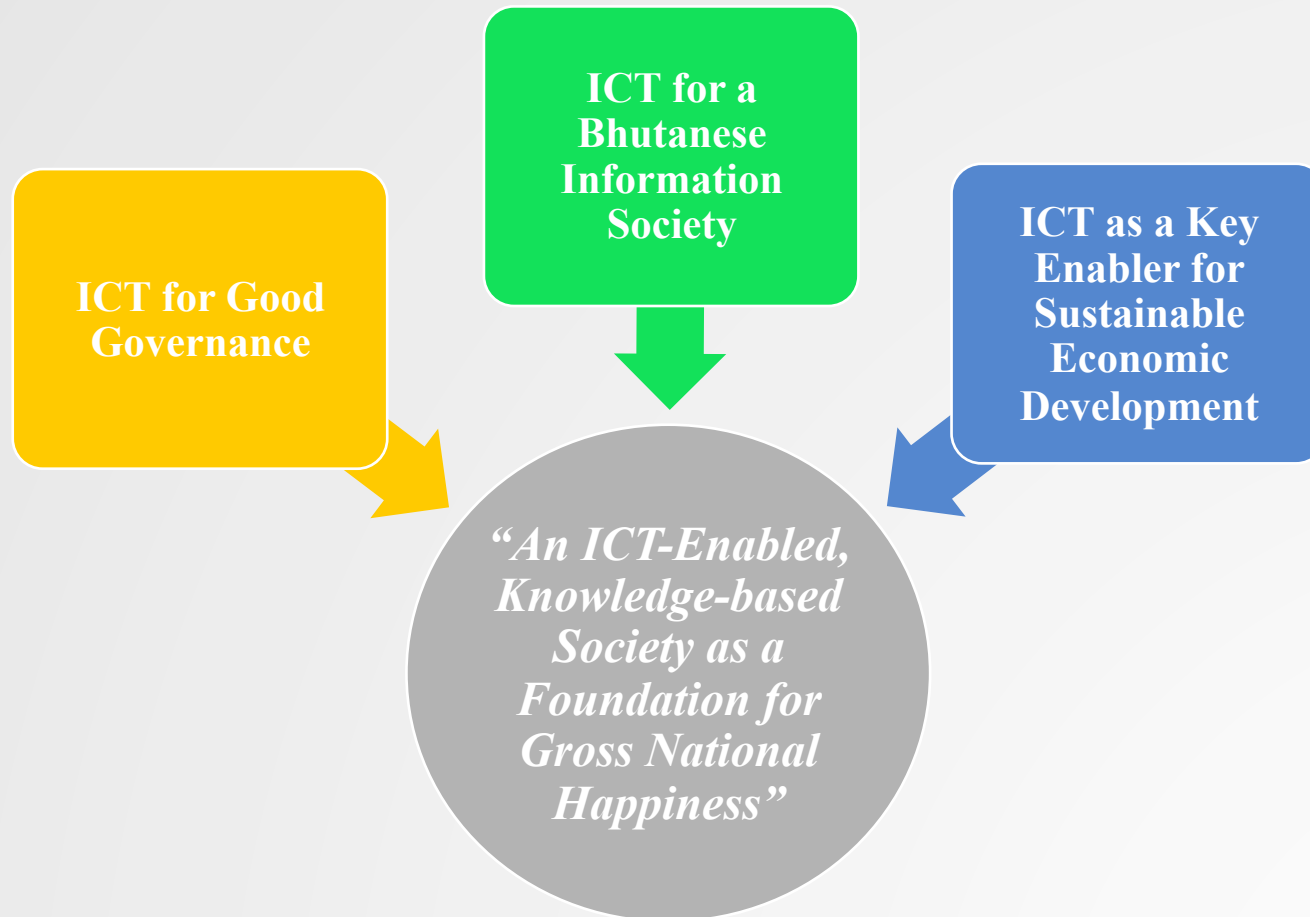 ICT for Good
Governance
ICT for a
Bhutanese
Information
Society
ICT as a Key
Enabler for
Sustainable
Economic
Development
“An ICT-Enabled,
Knowledge-based
Society as a
Foundation for
Gross National
Happiness”